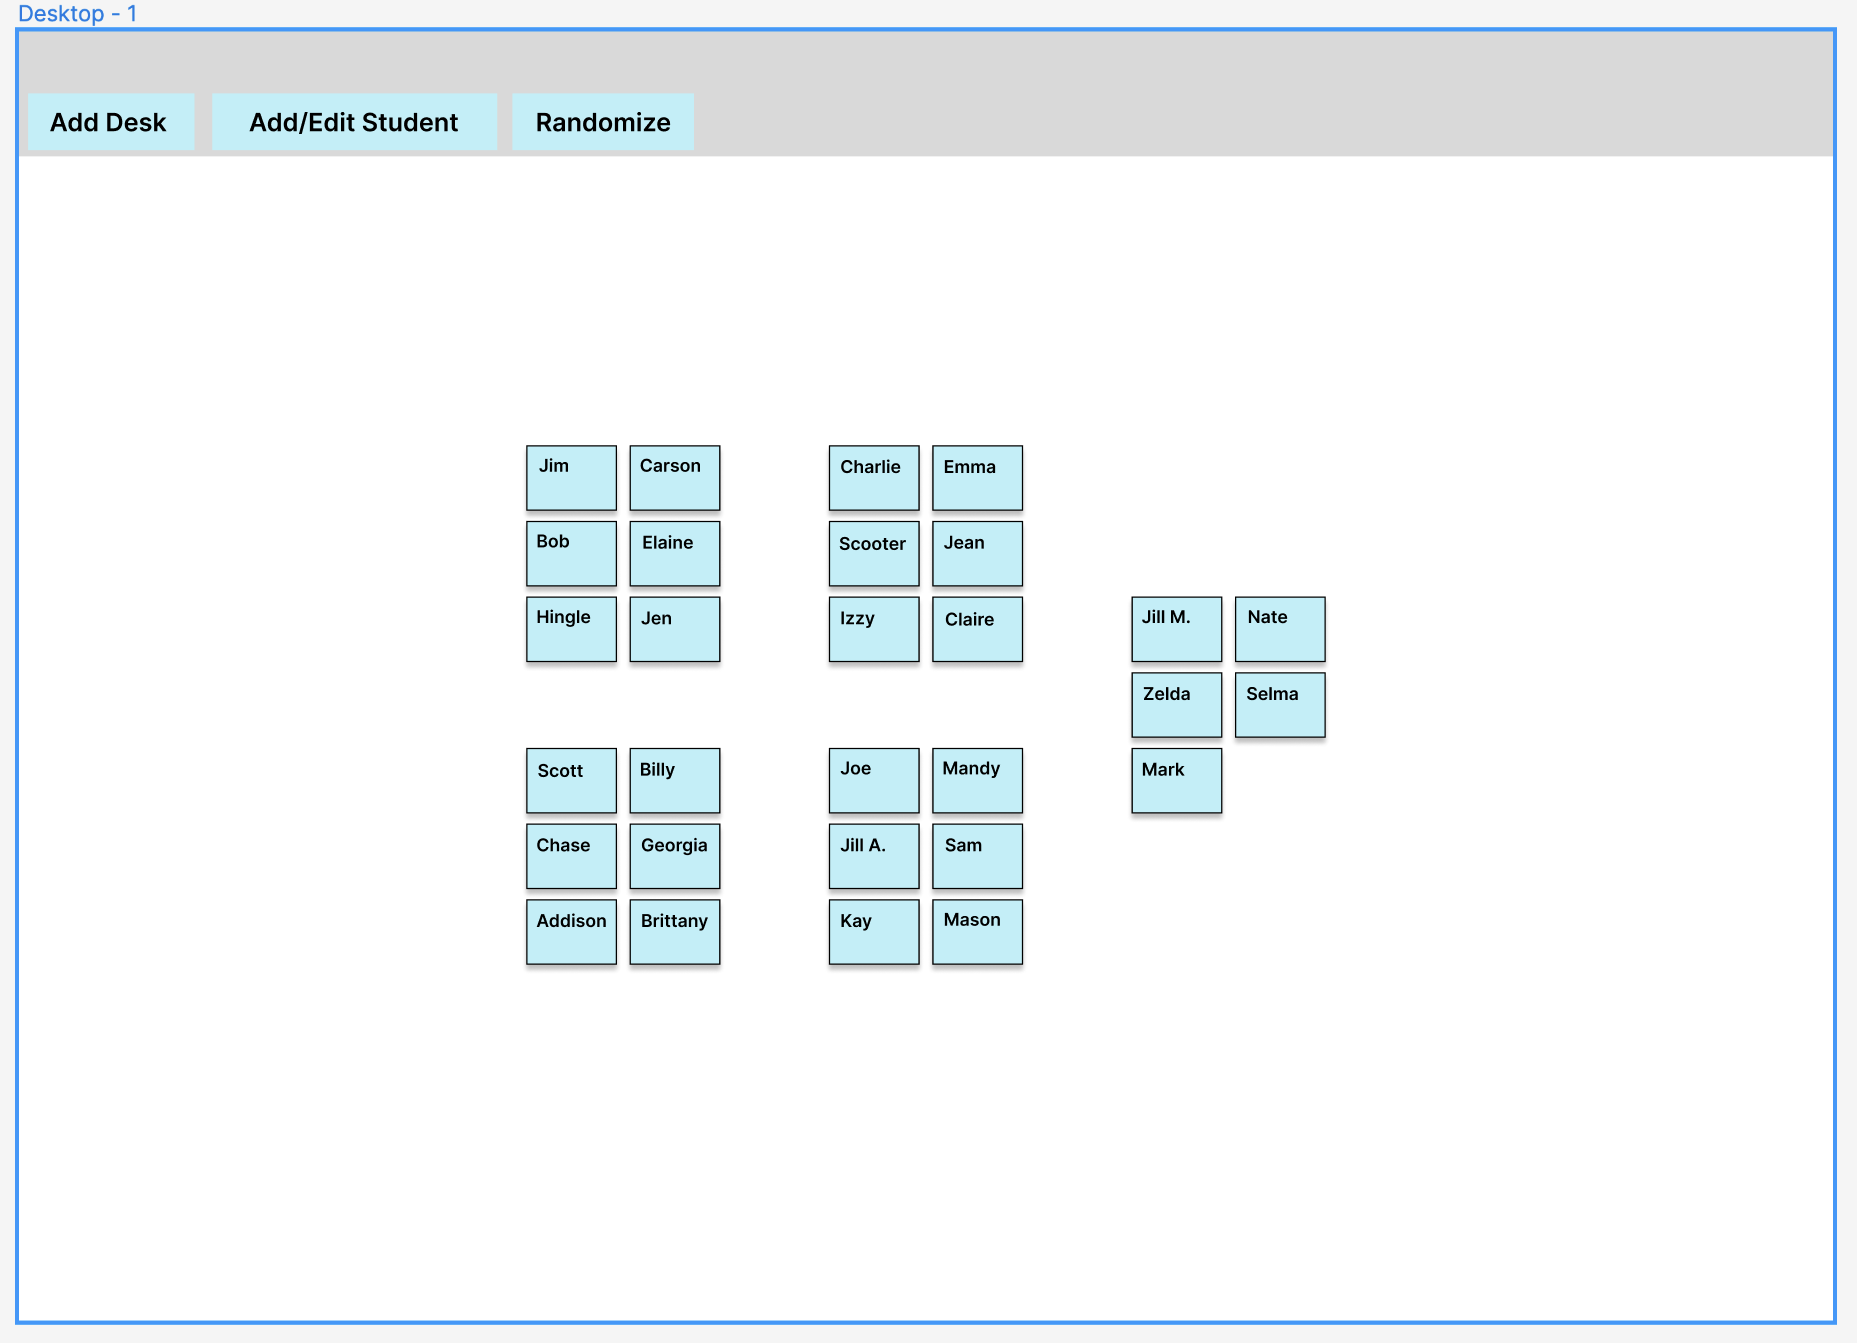 Desktop - 1
Add Desk
Add/Edit Student
Randomize
Jim
Carson
Bob
Elaine
Hingle
Jen
Charlie
Emma
Scooter
Jean
Izzy
Claire
Jill M.
Nate
Zelda
Selma
Mark
Scott
Billy
Chase
Georgia
Addison
Brittany
Joe
Mandy
Jill A.
Sam
Kay
Mason